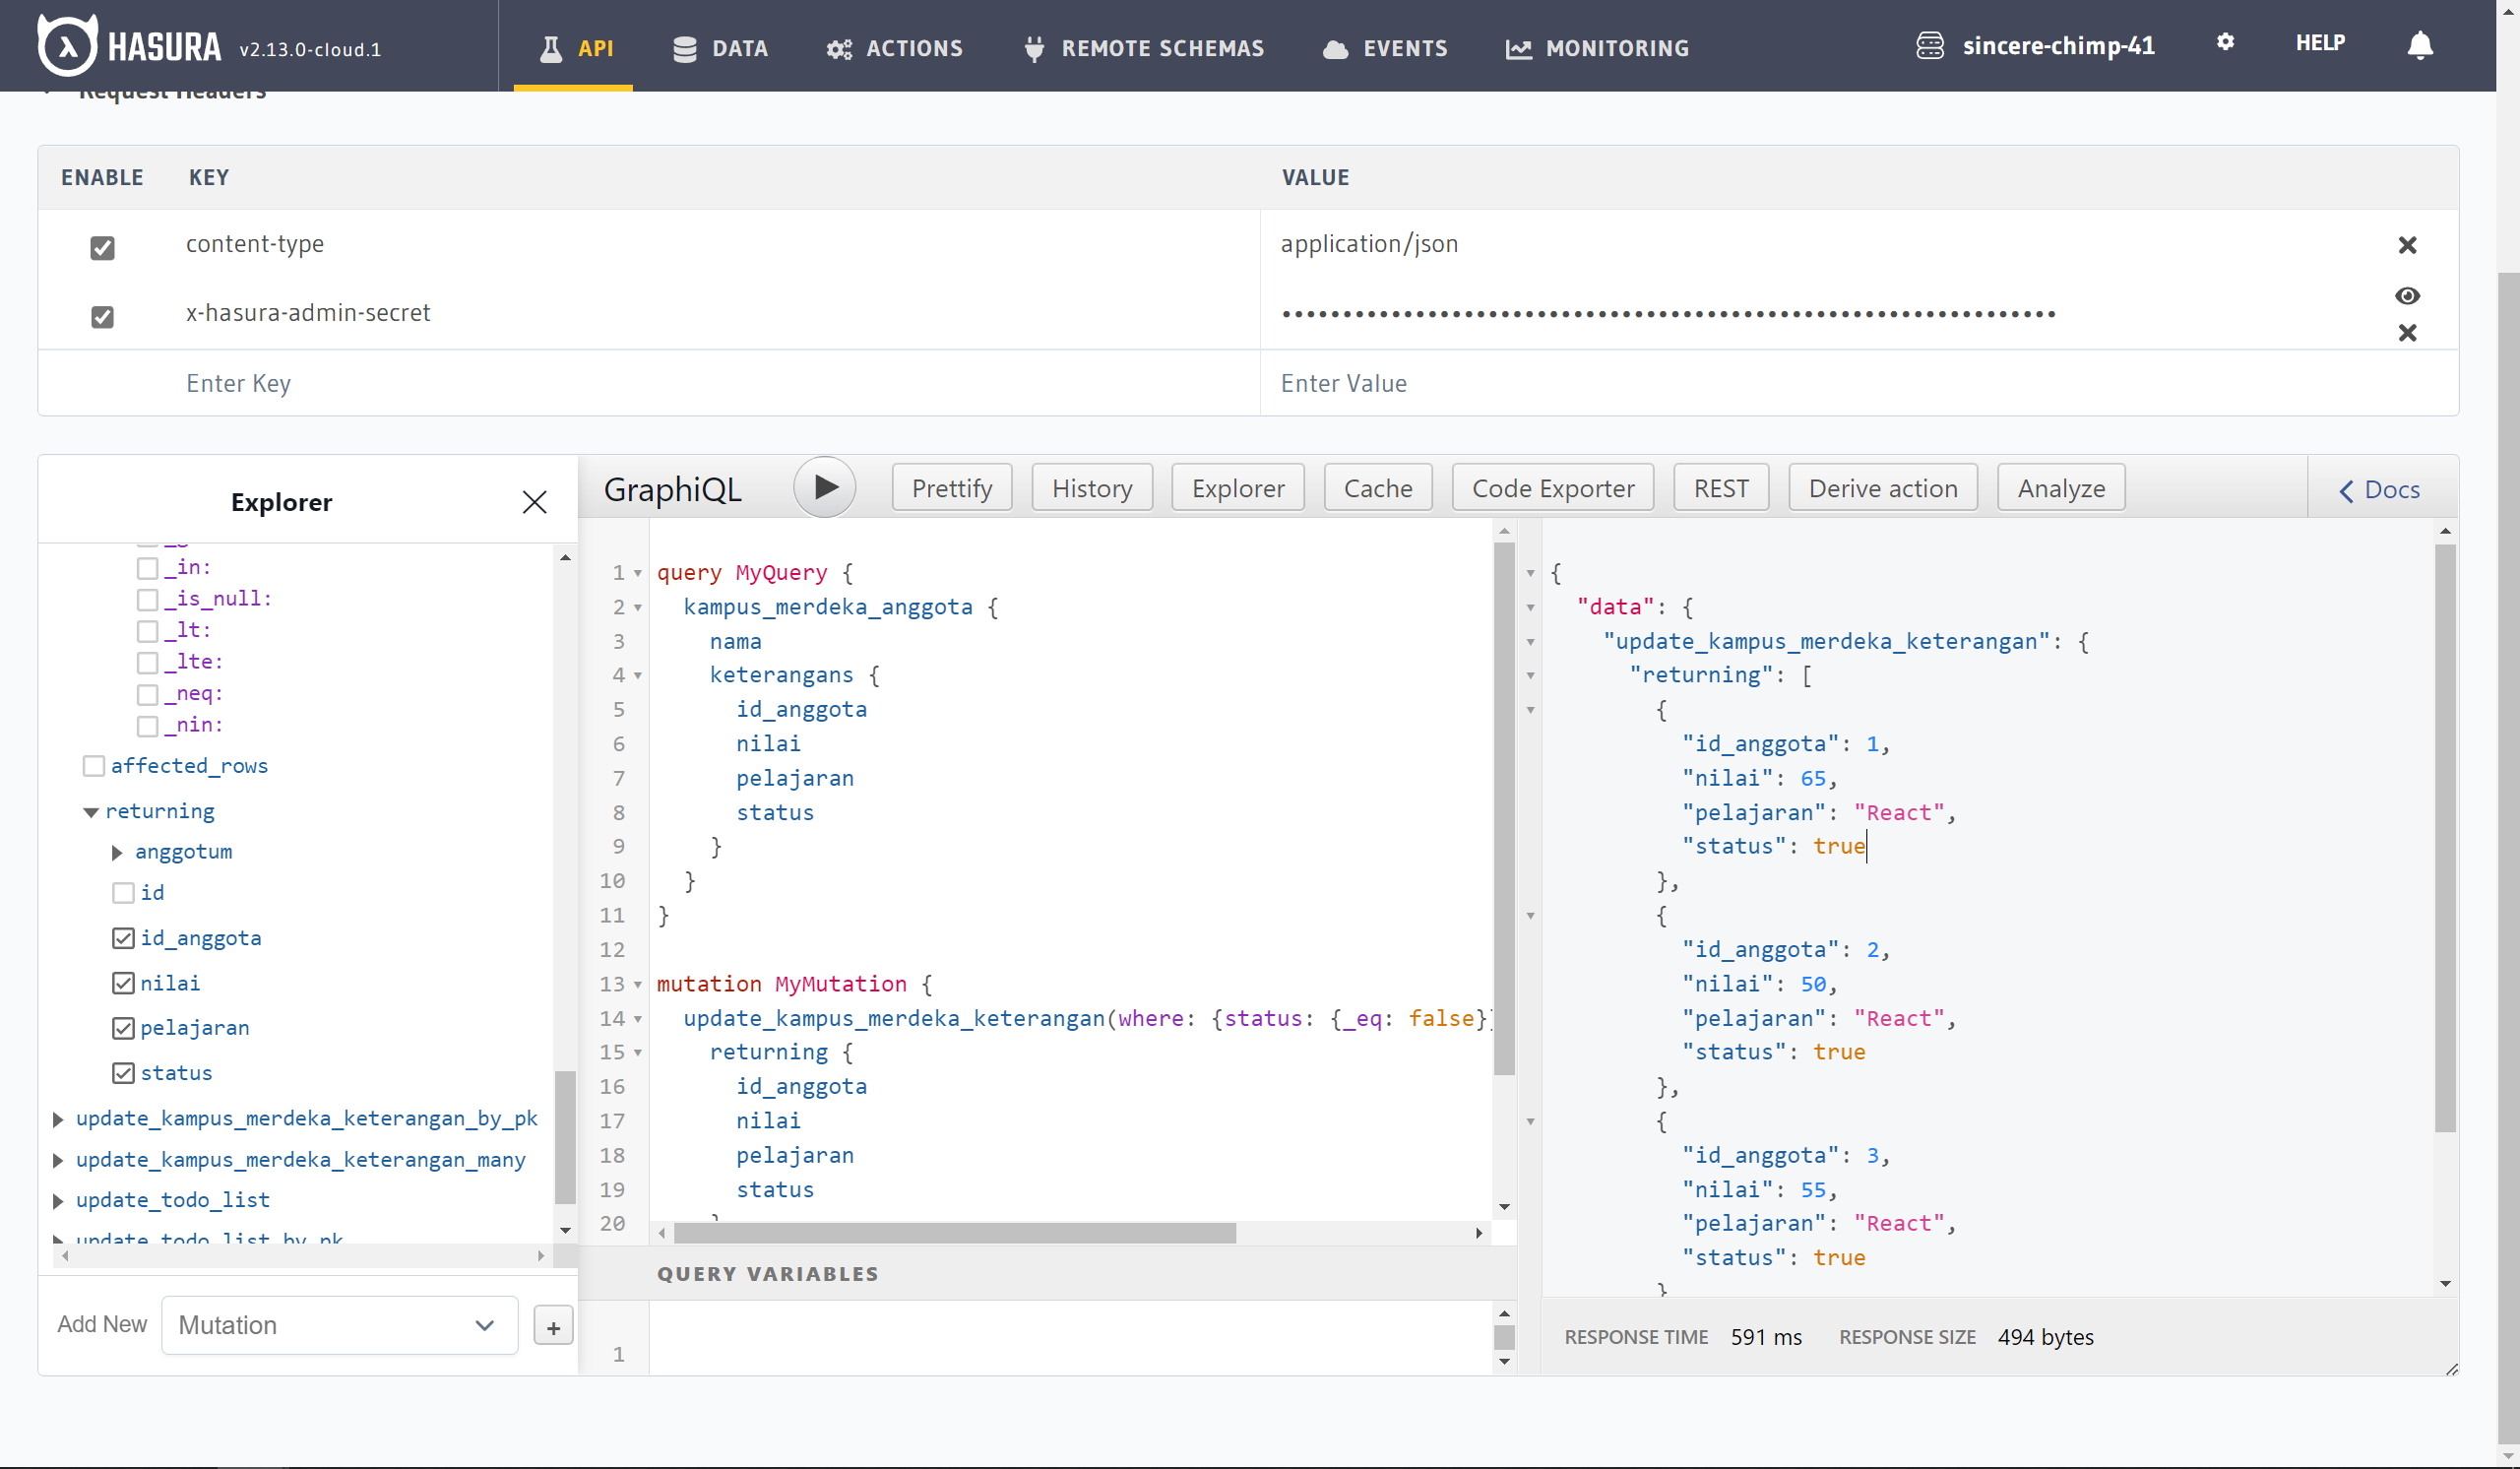 HASURA v2.13.0-cloud.1 API DATA ACTIONS REMOTE SCHEMAS EVENTS MONITORING sincere-chimp-41 HELP
Request Headers
ENABLE KEY VALUE
content-type application/json
x-hasura-admin-secret ••••••••••••••••••••••••••••••••••••••••••••••••••••••••••••••••
Enter Key Enter Value
Explorer
_in:
_is_null:
_lt:
_lte:
_neq:
_nin:
affected_rows
returning
anggotum
id
id_anggota
nilai
pelajaran
status
update_kampus_merdeka_keterangan_by_pk
update_kampus_merdeka_keterangan_many
update_todo_list
update_todo_list_by_pk
Add New Mutation +
GraphiQL Prettify History Explorer Cache Code Exporter REST Derive action Analyze Docs
1 query MyQuery {
2 kampus_merdeka_anggota {
3 nama
4 keterangans {
5 id_anggota
6 nilai
7 pelajaran
8 status
9 }
10 }
11 }
12
13 mutation MyMutation {
14 update_kampus_merdeka_keterangan(where: {status: {_eq: false}}
15 returning {
16 id_anggota
17 nilai
18 pelajaran
19 status
20 }
QUERY VARIABLES
1
{
"data": {
"update_kampus_merdeka_keterangan": {
"returning": [
{
"id_anggota": 1,
"nilai": 65,
"pelajaran": "React",
"status": true
},
{
"id_anggota": 2,
"nilai": 50,
"pelajaran": "React",
"status": true
},
{
"id_anggota": 3,
"nilai": 55,
"pelajaran": "React",
"status": true
}
RESPONSE TIME 591 ms RESPONSE SIZE 494 bytes